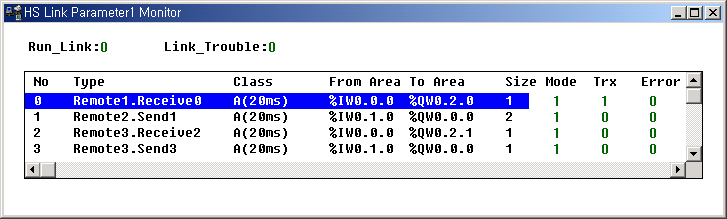 HS Link Parameter1 Monitor
Run_Link:0 Link_Trouble:0
No Type Class From Area To Area Size Mode Trx Error
0 Remote1.Receive0 A(20ms) %IW0.0.0 %QW0.2.0 1 1 1 0
1 Remote2.Send1 A(20ms) %IW0.1.0 %QW0.0.0 2 1 0 0
2 Remote3.Receive2 A(20ms) %IW0.0.0 %QW0.2.1 1 1 0 0
3 Remote3.Send3 A(20ms) %IW0.1.0 %QW0.0.0 1 1 0 0